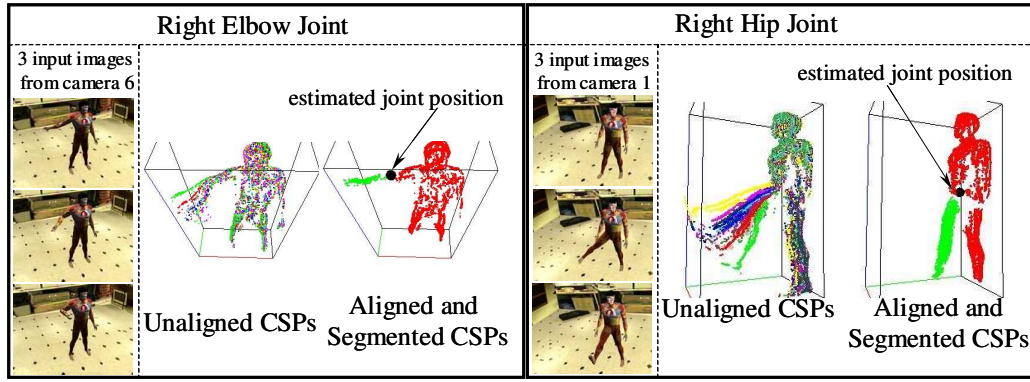 Right Elbow Joint
3 input images
from camera 6
estimated joint position
Unaligned CSPs
Aligned and
Segmented CSPs
Right Hip Joint
3 input images
from camera 1
estimated
joint position
Unaligned CSPs
Aligned and
Segmented CSPs